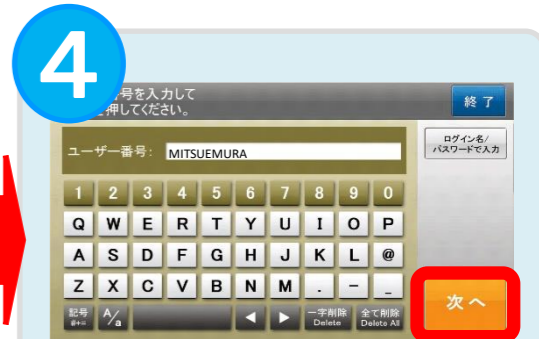 4
号を入力して
押してください。
終了
ユーザー番号: MITSUEMURA
ログイン名/
パスワードで入力
1 2 3 4 5 6 7 8 9 0
Q W E R T Y U I O P
A S D F G H J K L @
Z X C V B N M . - _
記号
#+=
A/a
◀ ▶
一字削除
Delete
全て削除
Delete All
次へ